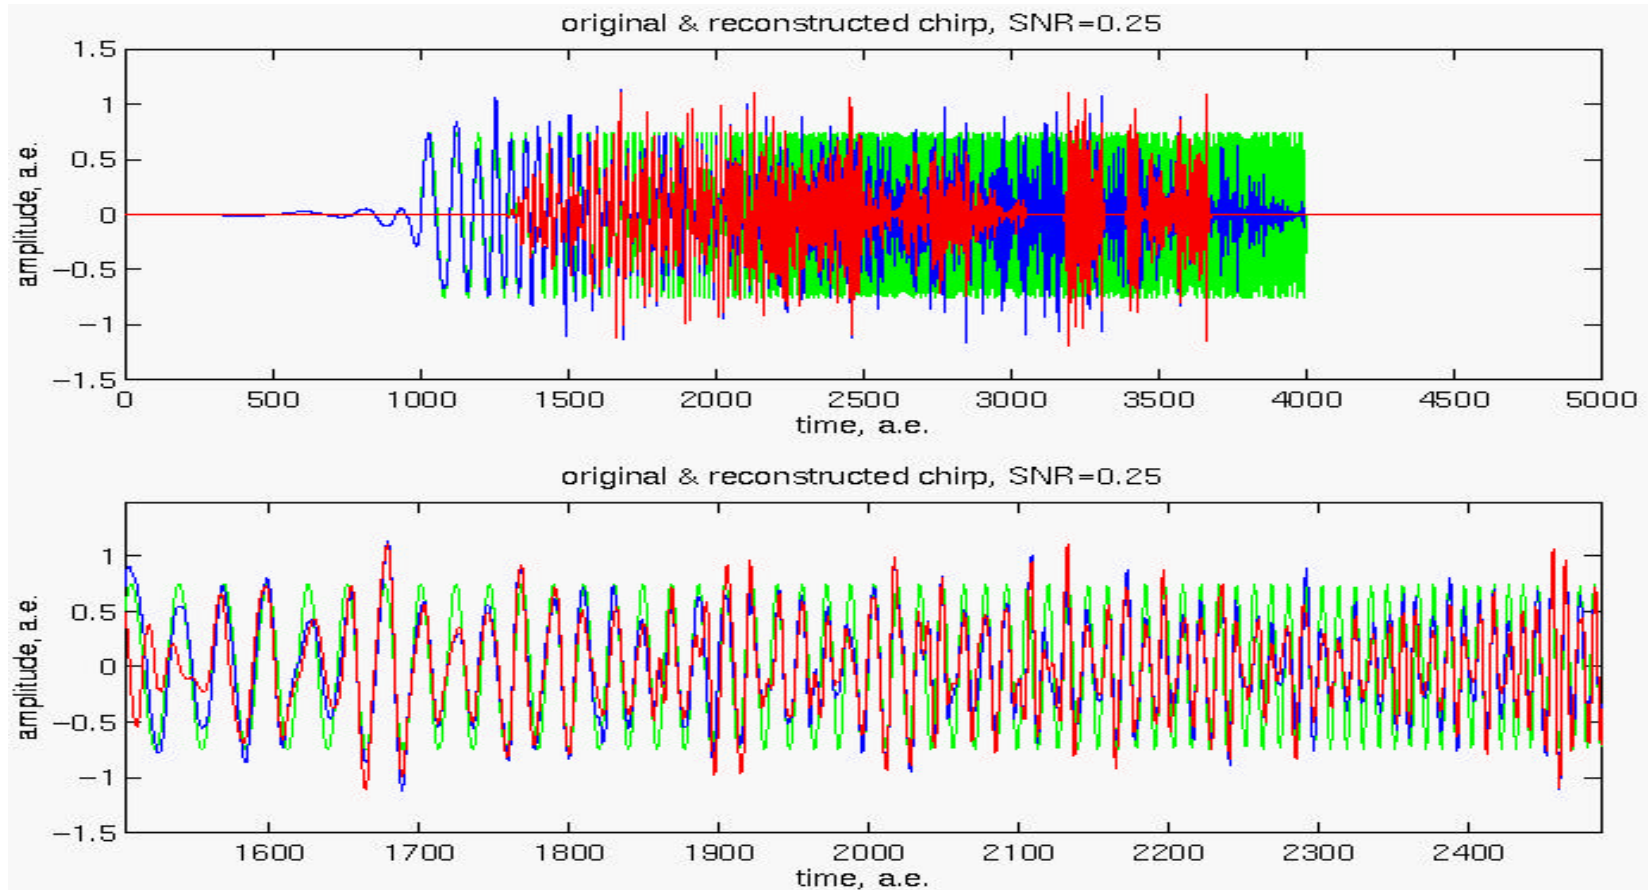 original & reconstructed chirp, SNR=0.25
1.5
1
0.5
0
−0.5
−1
−1.5
amplitude, a.e.
0 500 1000 1500 2000 2500 3000 3500 4000 4500 5000
time, a.e.
original & reconstructed chirp, SNR=0.25
1
0.5
0
−0.5
−1
−1.5
amplitude, a.e.
1600 1700 1800 1900 2000 2100 2200 2300 2400
time, a.e.